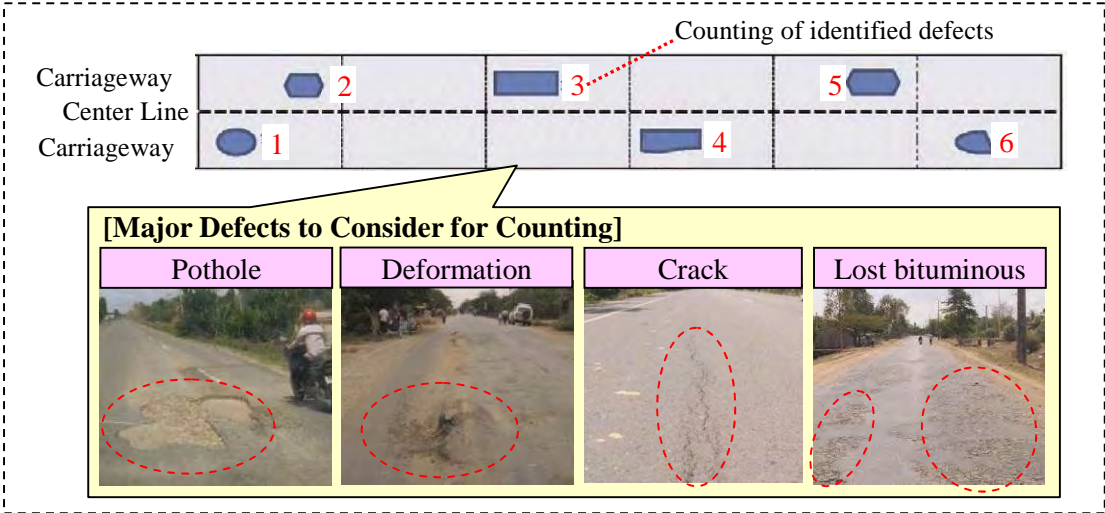 Counting of identified defects
Carriageway
2
3
5
Center Line
Carriageway
1
4
6
[Major Defects to Consider for Counting]
Pothole
Deformation
Crack
Lost bituminous